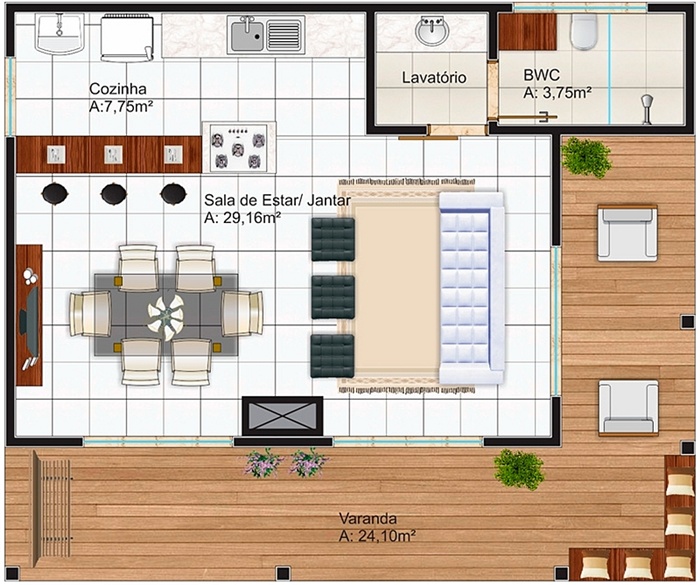 Cozinha
A:7,75m²
Lavatório
BWC
A: 3,75m²
Sala de Estar/ Jantar
A: 29,16m²
Varanda
A: 24,10m²